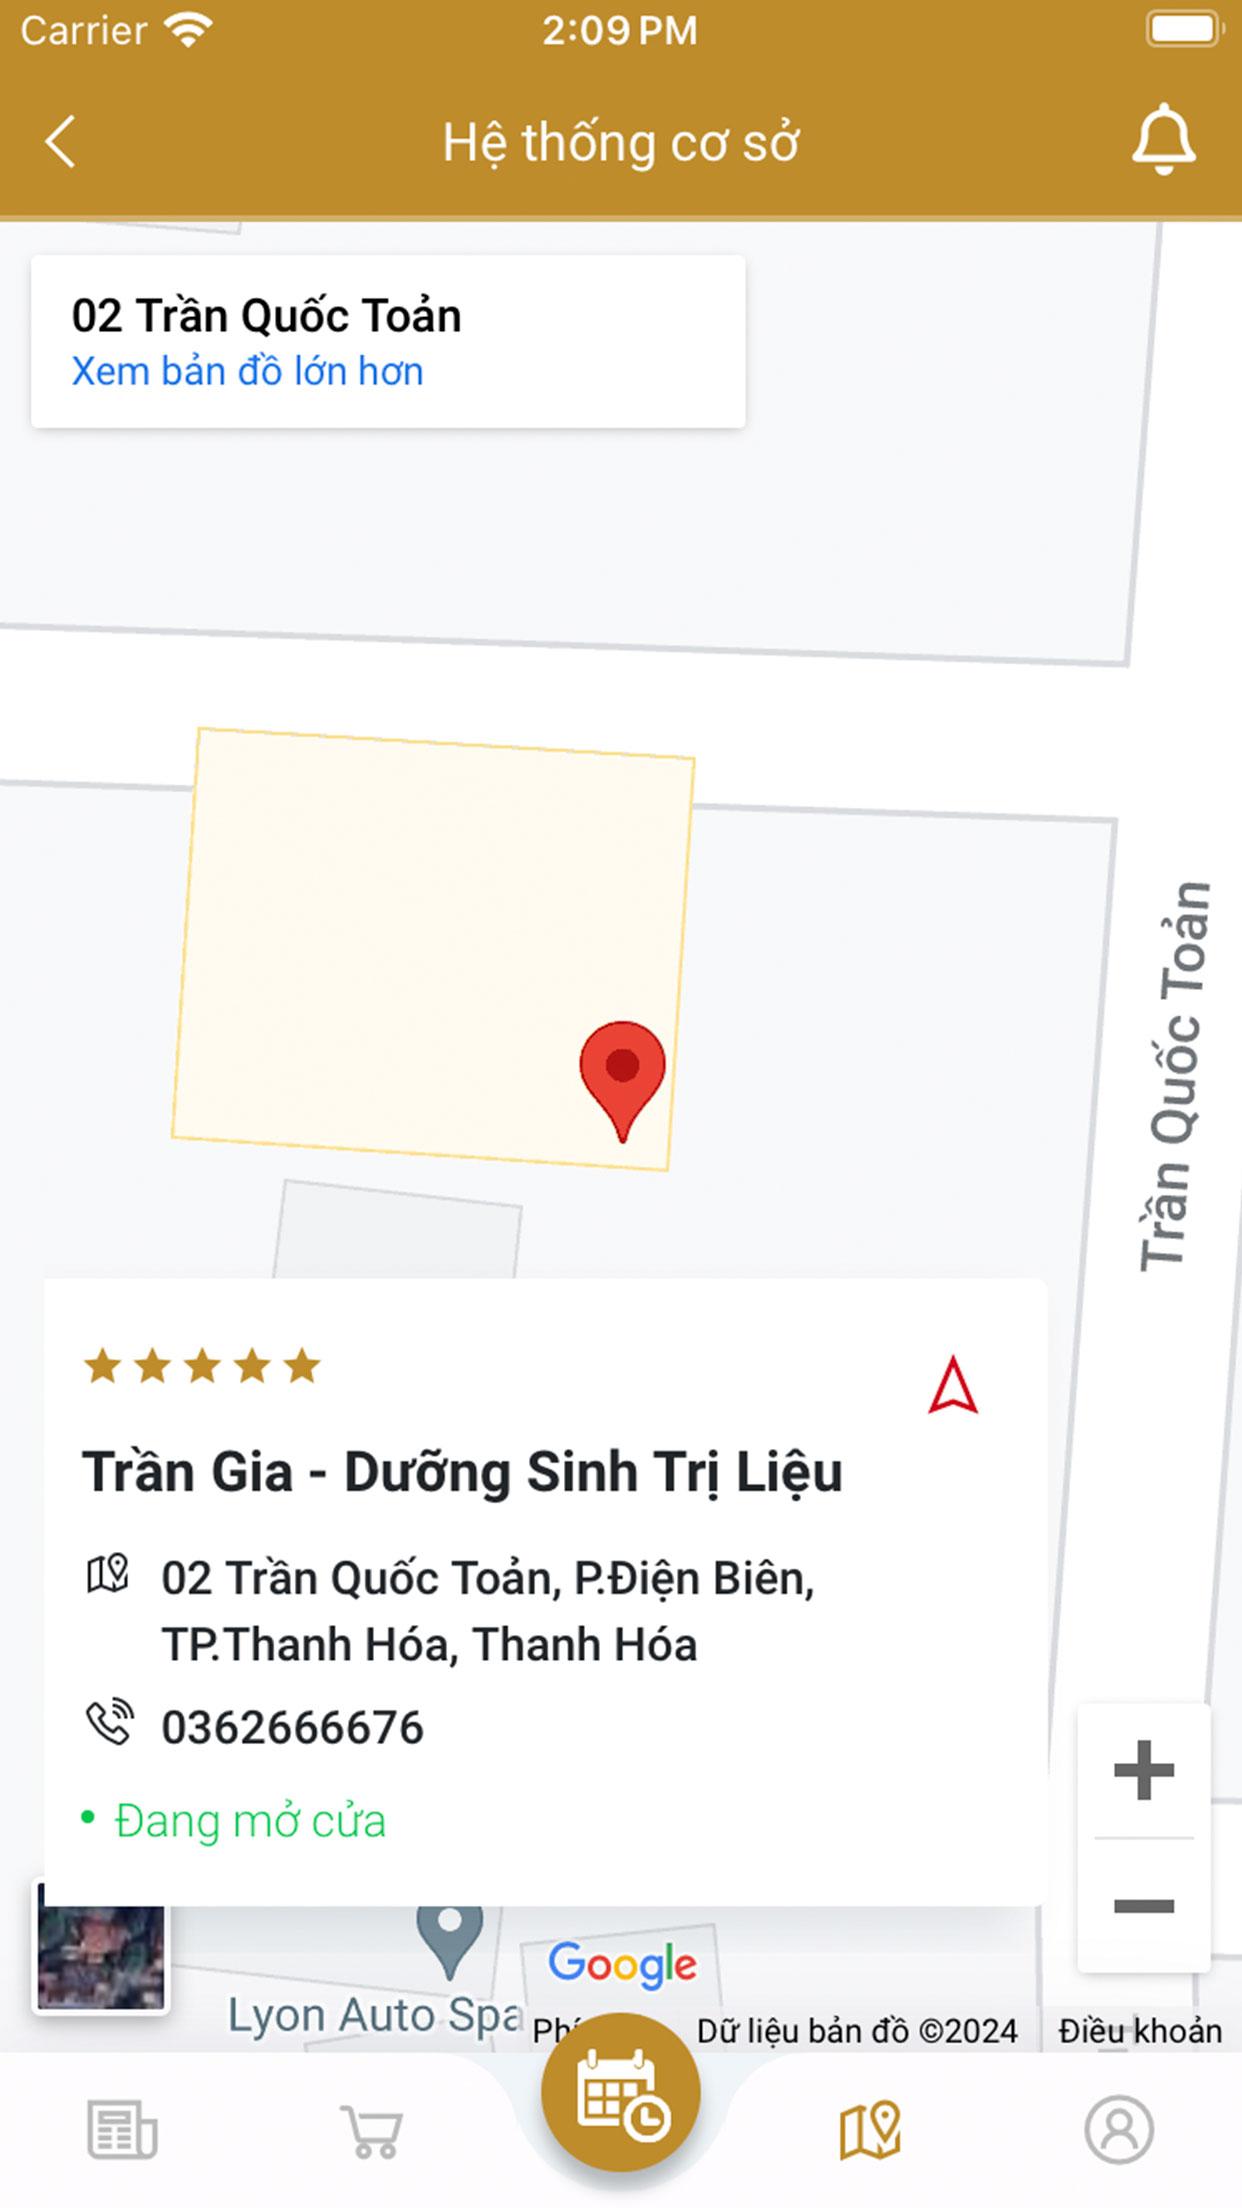 Carrier
2:09 PM
Hệ thống cơ sở
02 Trần Quốc Toản
Xem bản đồ lớn hơn
Trần Quốc Toản
Trần Gia - Dưỡng Sinh Trị Liệu
02 Trần Quốc Toản, P.Điện Biên,
TP.Thanh Hóa, Thanh Hóa
0362666676
Đang mở cửa
Google
Lyon Auto Spa
Dữ liệu bản đồ ©2024
Điều khoản